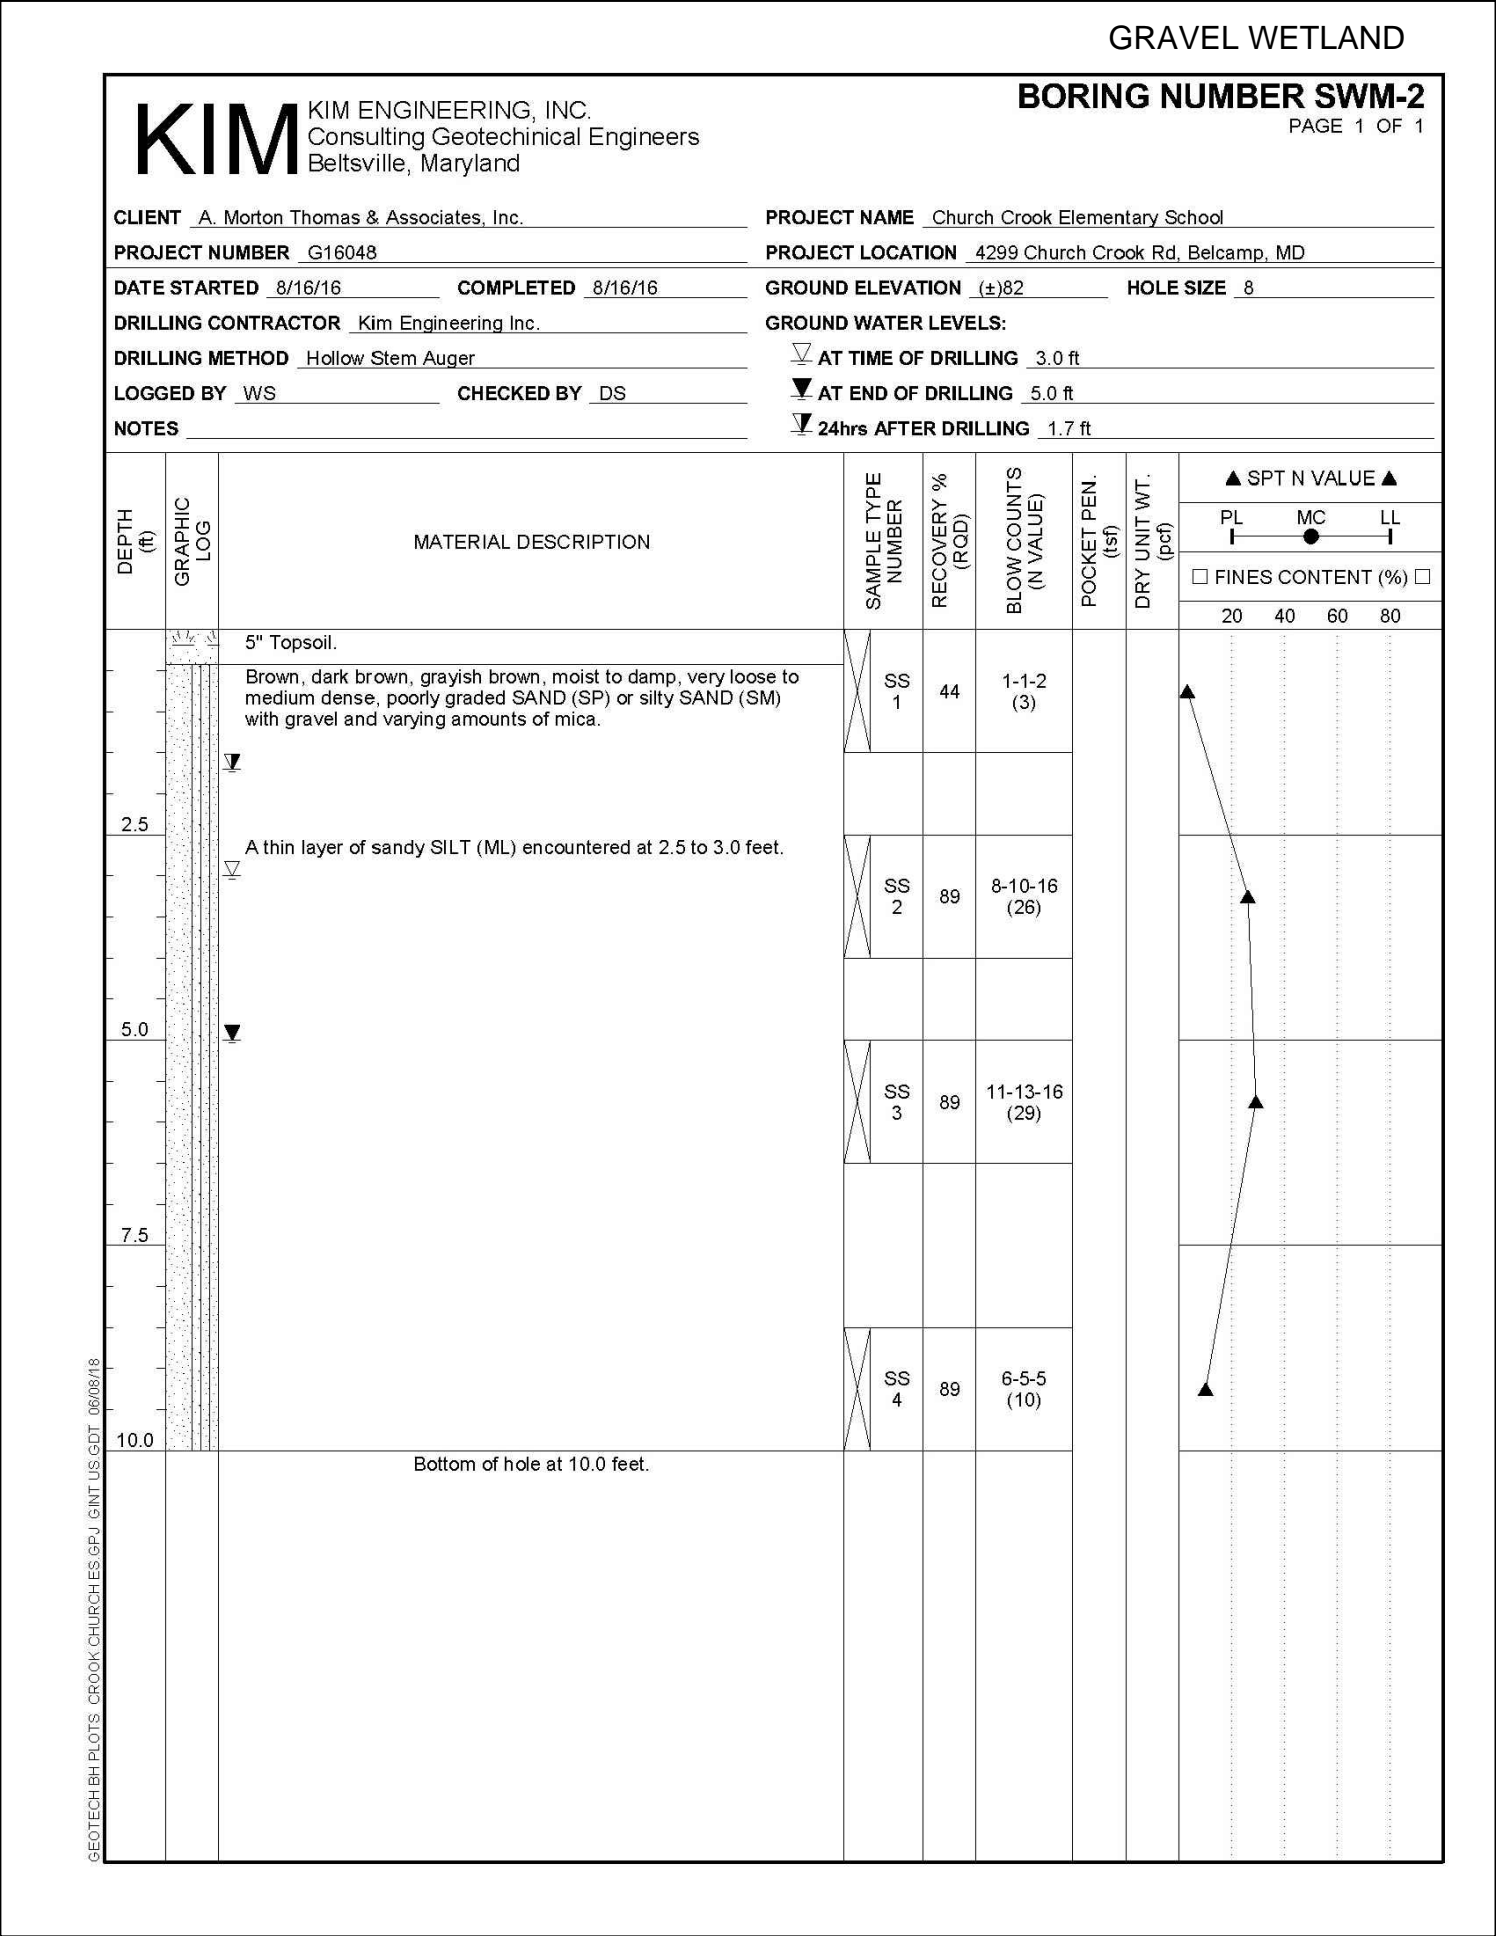 GRAVEL WETLAND
KIM
KIM ENGINEERING, INC.
Consulting Geotechinical Engineers
Beltsville, Maryland
BORING NUMBER SWM-2
PAGE 1 OF 1
CLIENT A. Morton Thomas & Associates, Inc.
PROJECT NAME Church Crook Elementary School
PROJECT NUMBER G16048
PROJECT LOCATION 4299 Church Crook Rd, Belcamp, MD
DATE STARTED 8/16/16 COMPLETED 8/16/16
GROUND ELEVATION (±)82 HOLE SIZE 8
DRILLING CONTRACTOR Kim Engineering Inc.
GROUND WATER LEVELS:
DRILLING METHOD Hollow Stem Auger
AT TIME OF DRILLING 3.0 ft
LOGGED BY WS CHECKED BY DS
AT END OF DRILLING 5.0 ft
NOTES
24hrs AFTER DRILLING 1.7 ft
DEPTH
(ft)
GRAPHIC
LOG
MATERIAL DESCRIPTION
SAMPLE TYPE
NUMBER
RECOVERY %
(RQD)
BLOW COUNTS
(N VALUE)
POCKET PEN.
(tsf)
DRY UNIT WT.
(pcf)
▲ SPT N VALUE ▲
PL MC LL
□ FINES CONTENT (%) □
20 40 60 80
5" Topsoil.
Brown, dark brown, grayish brown, moist to damp, very loose to
medium dense, poorly graded SAND (SP) or silty SAND (SM)
with gravel and varying amounts of mica.
SS
1
44
1-1-2
(3)
2.5
A thin layer of sandy SILT (ML) encountered at 2.5 to 3.0 feet.
SS
2
89
8-10-16
(26)
5.0
SS
3
89
11-13-16
(29)
7.5
SS
4
89
6-5-5
(10)
10.0
Bottom of hole at 10.0 feet.
GEOTECH BH PLOTS CROOK CHURCH ES.GPJ GINT US.GDT 06/08/18